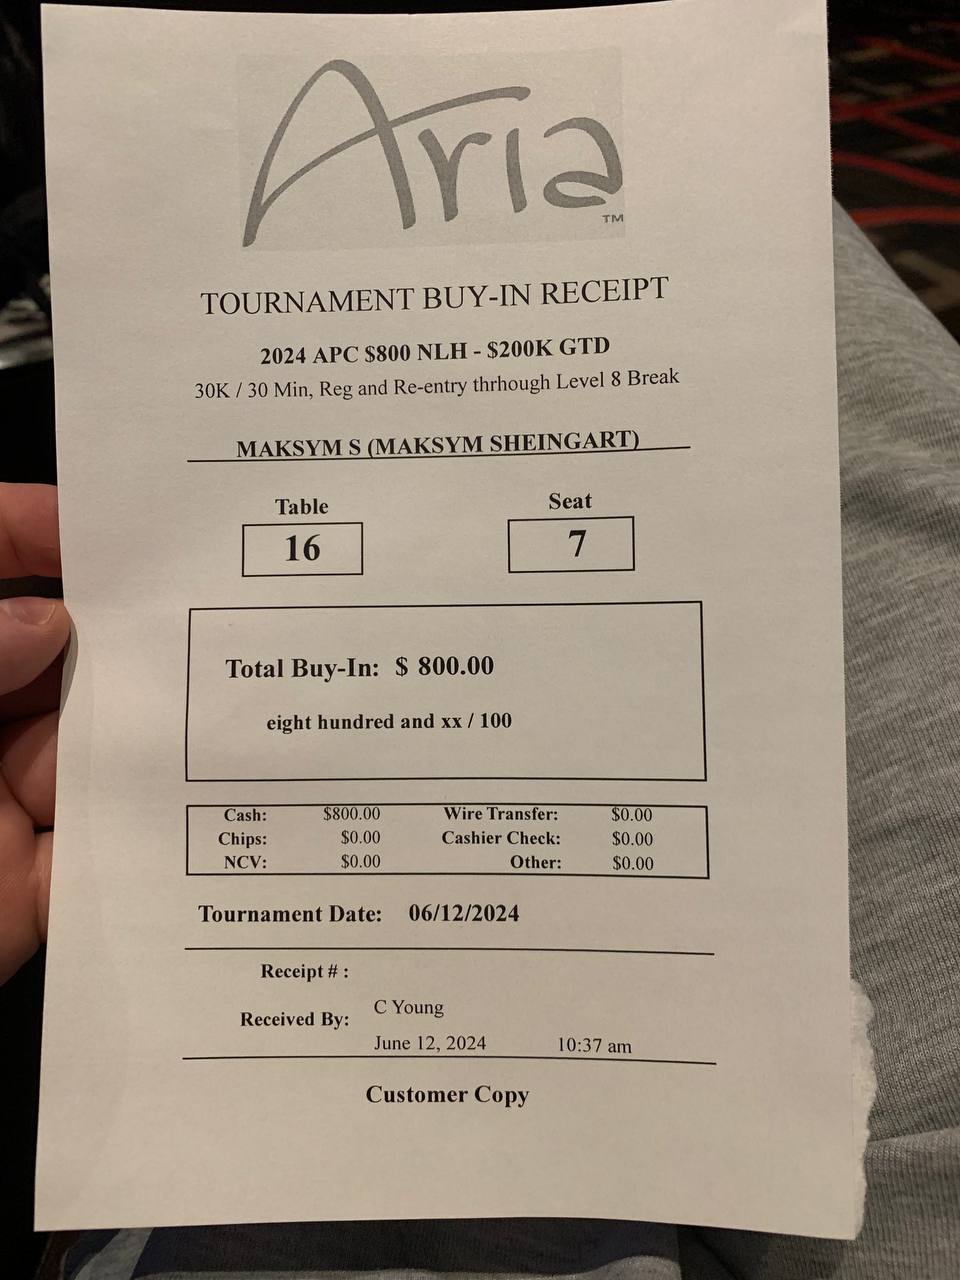 Aria
TM
TOURNAMENT BUY-IN RECEIPT
2024 APC $800 NLH - $200K GTD
30K / 30 Min, Reg and Re-entry thrhough Level 8 Break
MAKSYM S (MAKSYM SHEINGART)
Table Seat
16 7
Total Buy-In: $ 800.00
eight hundred and xx / 100
Cash: $800.00 Wire Transfer: $0.00
Chips: $0.00 Cashier Check: $0.00
NCV: $0.00 Other: $0.00
Tournament Date: 06/12/2024
Receipt # :
Received By: C Young
June 12, 2024 10:37 am
Customer Copy